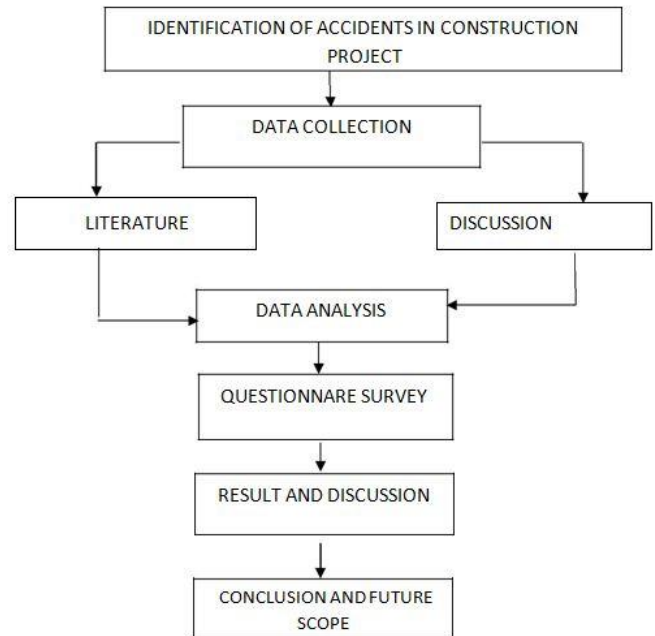 IDENTIFICATION OF ACCIDENTS IN CONSTRUCTION
PROJECT
DATA COLLECTION
LITERATURE
DISCUSSION
DATA ANALYSIS
QUESTIONNARE SURVEY
RESULT AND DISCUSSION
CONCLUSION AND FUTURE
SCOPE